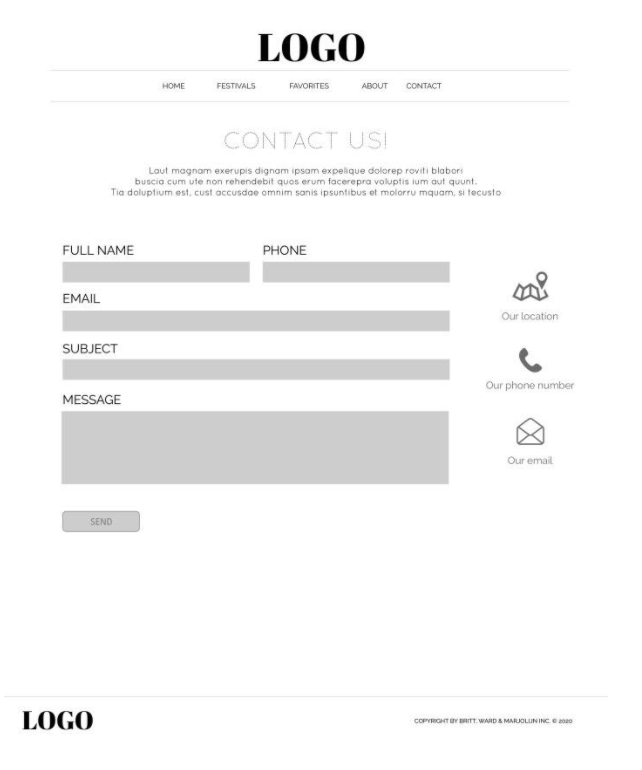 LOGO
HOME FESTIVALS FAVORITES ABOUT CONTACT
CONTACT US!
Laut magnam exerupis dignam ipsam expelique dolorep roviti blabori
buscia cum ute non rehendebit quos erum facerepra voluptis ium aut quunt.
Tia doluptium est, cust accusdae omnim sanis ipsuntibus et molorru mquam, si tecusto
FULL NAME PHONE
EMAIL
SUBJECT
MESSAGE
SEND
Our location
Our phone number
Our email
LOGO
COPYRIGHT BY BRITT, WARD & MARJOLIJN INC. © 2020